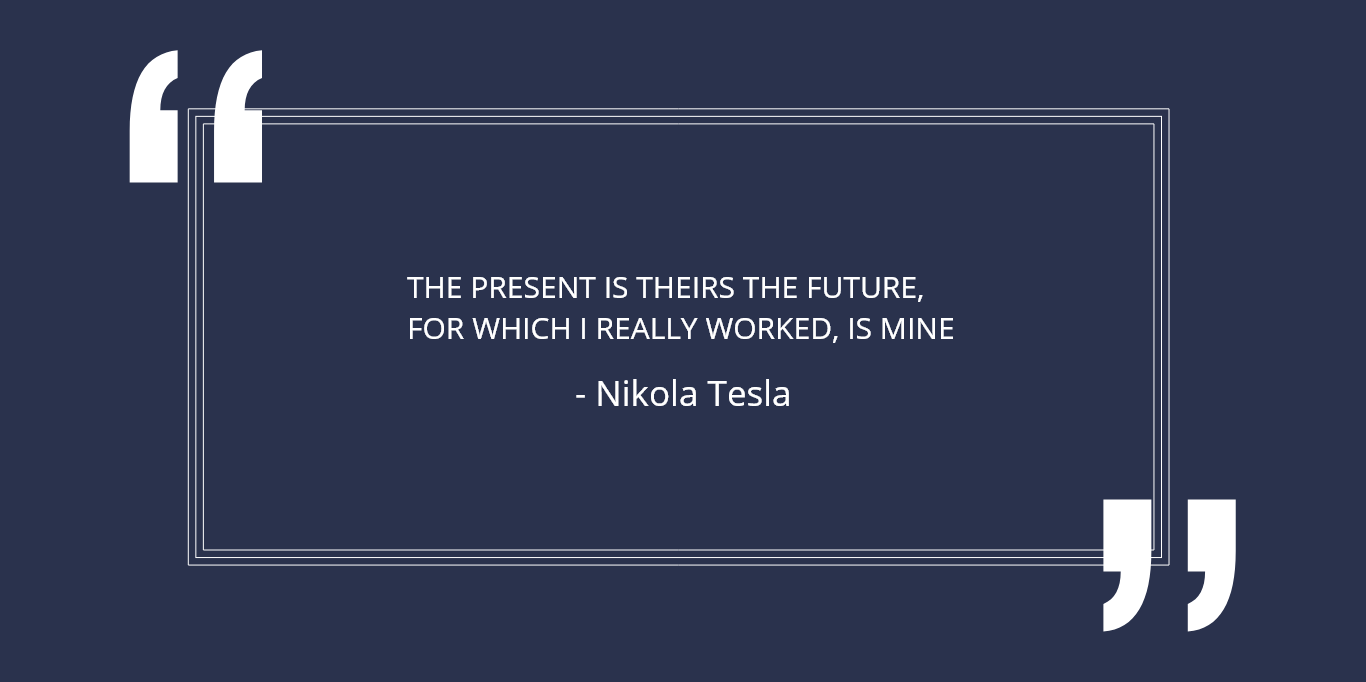 THE PRESENT IS THEIRS THE FUTURE,
FOR WHICH I REALLY WORKED, IS MINE
- Nikola Tesla